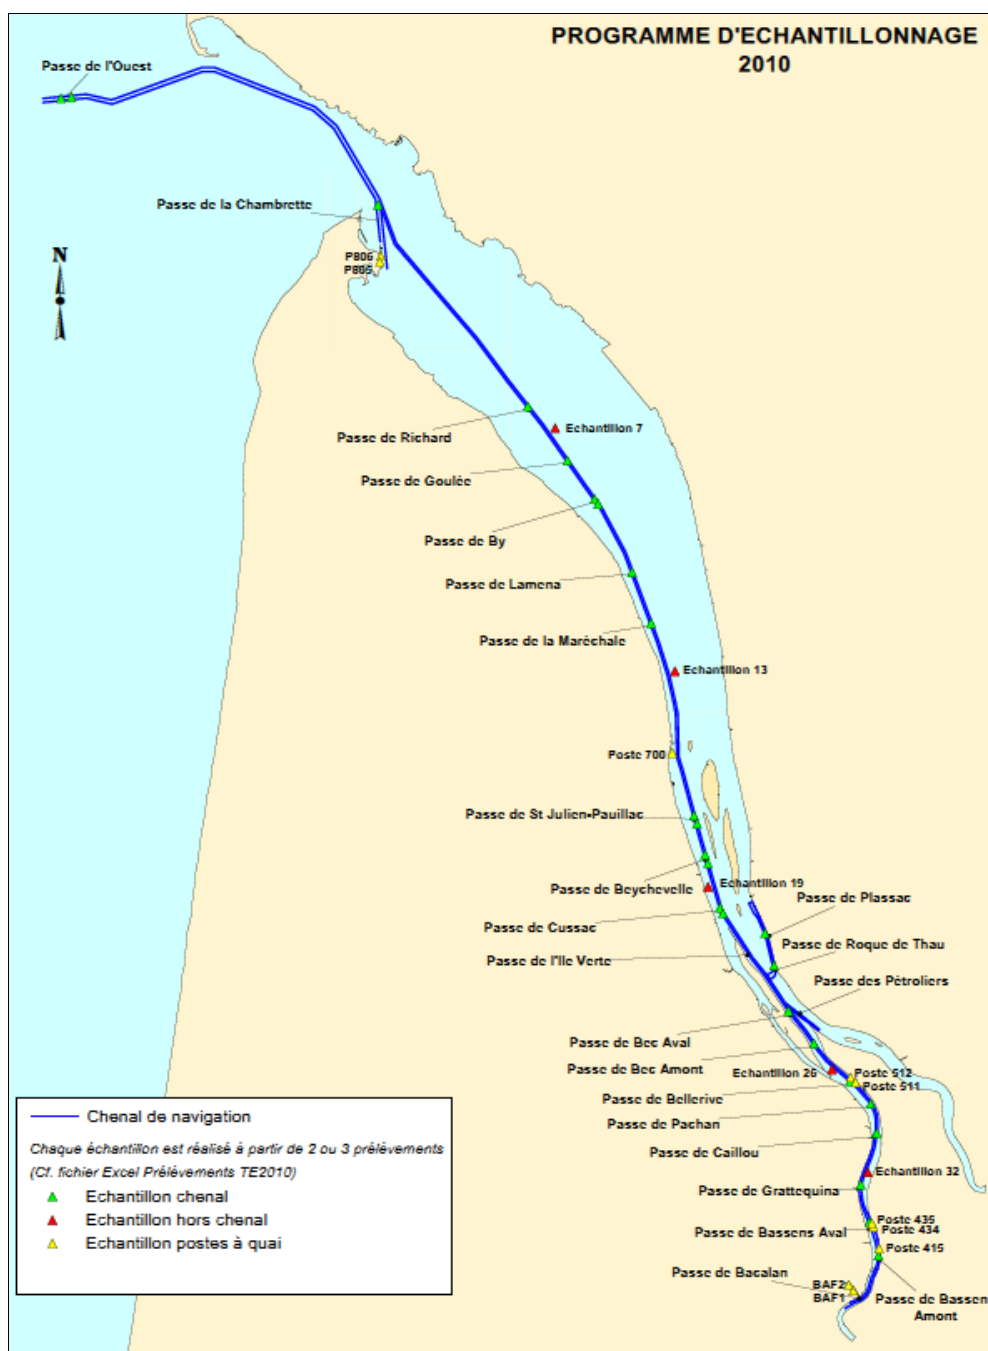 PROGRAMME D'ECHANTILLONNAGE
2010
Passe de l'Ouest
Passe de la Chambrette
N
P806
P805
Passe de Richard
Echantillon 7
Passe de Goulée
Passe de By
Passe de Lamena
Passe de la Maréchale
Echantillon 13
Poste 700
Passe de St Julien-Pauillac
Passe de Beychevelle
Echantillon 19
Passe de Plassac
Passe de Cussac
Passe de Roque de Thau
Passe de l'Ile Verte
Passe des Pétroliers
Passe de Bec Aval
Passe de Bec Amont
Echantillon 26
Poste 512
Poste 511
Passe de Bellerive
Passe de Pachan
Passe de Caillou
Echantillon 32
Passe de Grattequina
Poste 435
Poste 434
Passe de Bassens Aval
Poste 415
Passe de Bacalan
BAF2
BAF1
Passe de Bassens
Amont
Chenal de navigation
Chaque échantillon est réalisé à partir de 2 ou 3 prélèvements
(Cf. fichier Excel Prélèvements TE2010)
Echantillon chenal
Echantillon hors chenal
Echantillon postes à quai